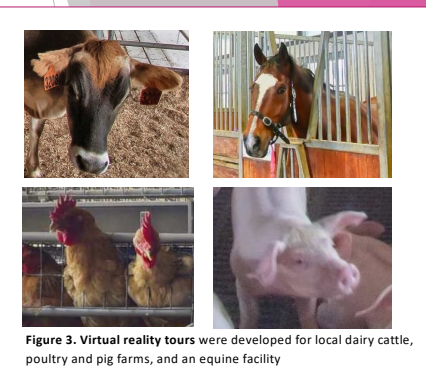 Figure 3. Virtual reality tours were developed for local dairy cattle,
poultry and pig farms, and an equine facility